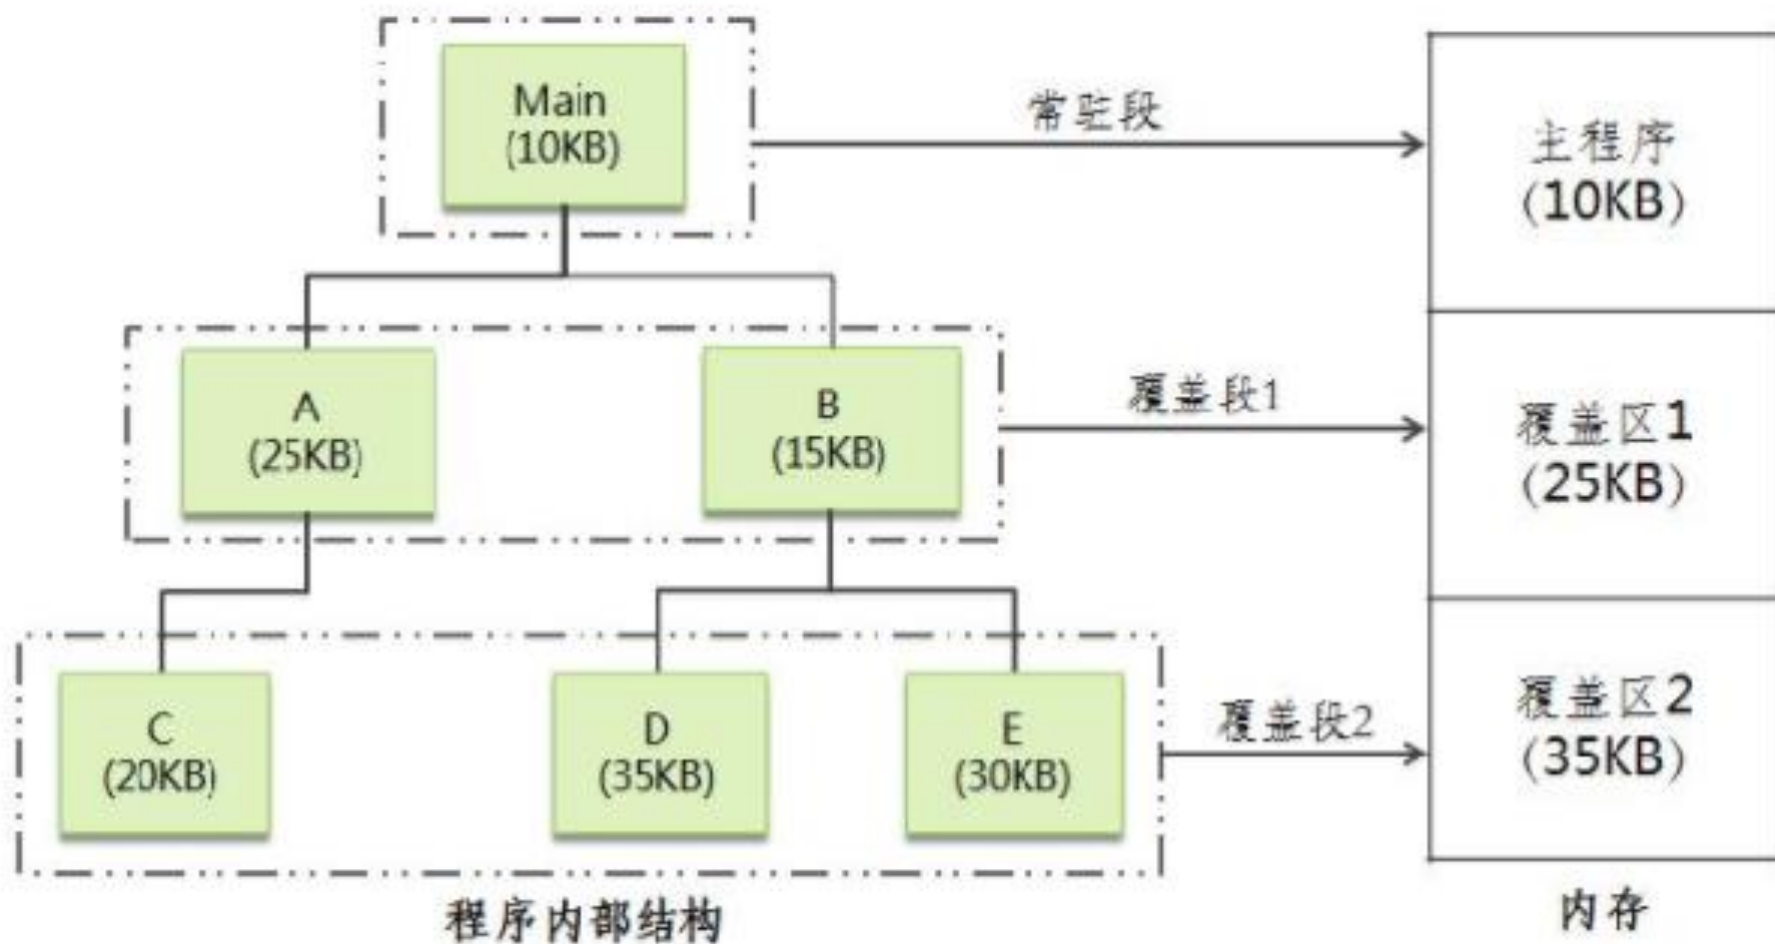 Main
(10KB)
常驻段
主程序
(10KB)
A
(25KB)
B
(15KB)
覆盖段1
覆盖区1
(25KB)
C
(20KB)
D
(35KB)
E
(30KB)
覆盖段2
覆盖区2
(35KB)
程序内部结构
内存